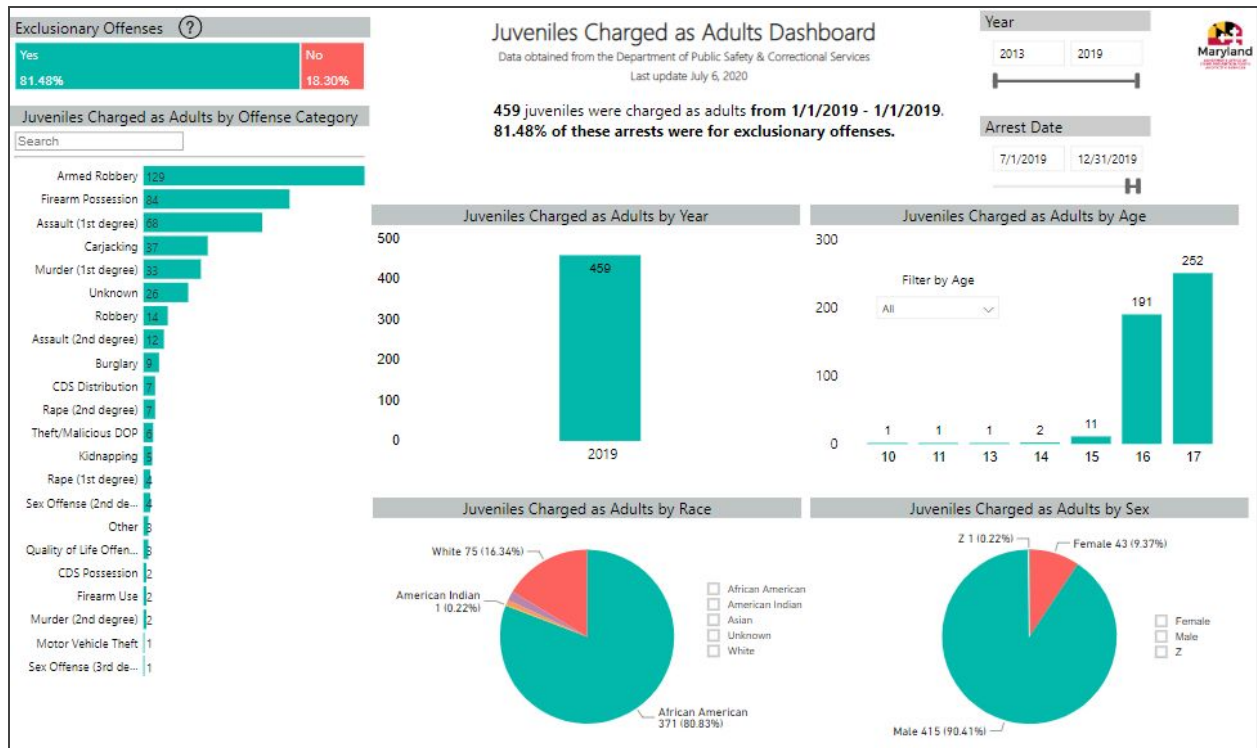 Exclusionary Offenses ?
Yes
81.48%
No
18.30%
Juveniles Charged as Adults by Offense Category
Search
Armed Robbery 129
Firearm Possession 84
Assault (1st degree) 68
Carjacking 37
Murder (1st degree) 33
Unknown 26
Robbery 14
Assault (2nd degree) 12
Burglary 9
CDS Distribution 7
Rape (2nd degree) 7
Theft/Malicious DOP 6
Kidnapping 5
Rape (1st degree) 4
Sex Offense (2nd de... 4
Other 3
Quality of Life Offen... 3
CDS Possession 2
Firearm Use 2
Murder (2nd degree) 2
Motor Vehicle Theft 1
Sex Offense (3rd de... 1
Juveniles Charged as Adults Dashboard
Data obtained from the Department of Public Safety & Correctional Services
Last update July 6, 2020
459 juveniles were charged as adults from 1/1/2019 - 1/1/2019.
81.48% of these arrests were for exclusionary offenses.
Year
2013 2019
Arrest Date
7/1/2019 12/31/2019
Maryland
Juveniles Charged as Adults by Year
500
400
300
200
100
0
459
2019
Juveniles Charged as Adults by Age
300
200
100
0
Filter by Age
All
1 1 1 2 11 191 252
10 11 13 14 15 16 17
Juveniles Charged as Adults by Race
White 75 (16.34%)
American Indian
1 (0.22%)
African American
371 (80.83%)
African American
American Indian
Asian
Unknown
White
Juveniles Charged as Adults by Sex
Z 1 (0.22%)
Female 43 (9.37%)
Male 415 (90.41%)
Female
Male
Z